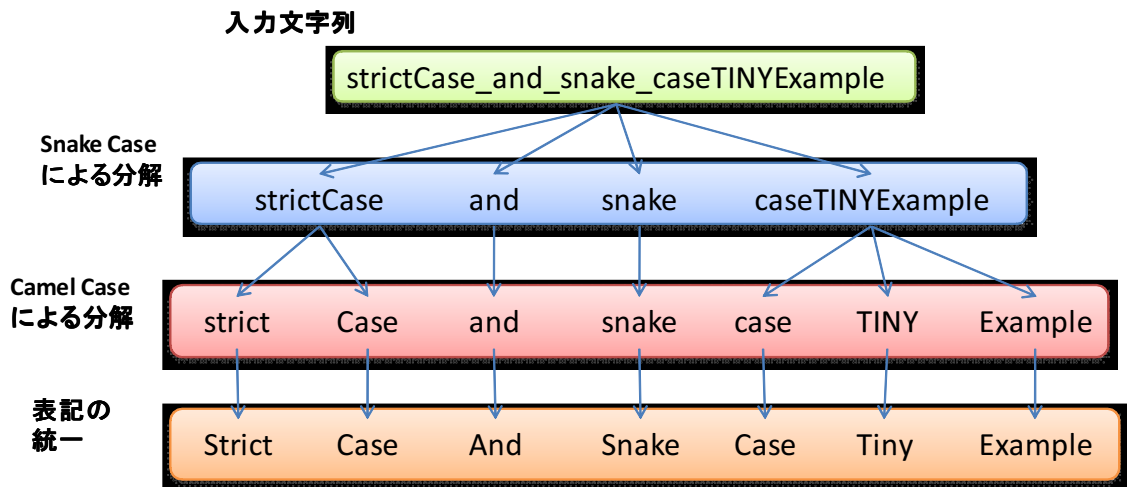 入力文字列
strictCase_and_snake_caseTINYExample
Snake Case
による分解
strictCase and snake caseTINYExample
Camel Case
による分解
strict Case and snake case TINY Example
表記の
統一
Strict Case And Snake Case Tiny Example